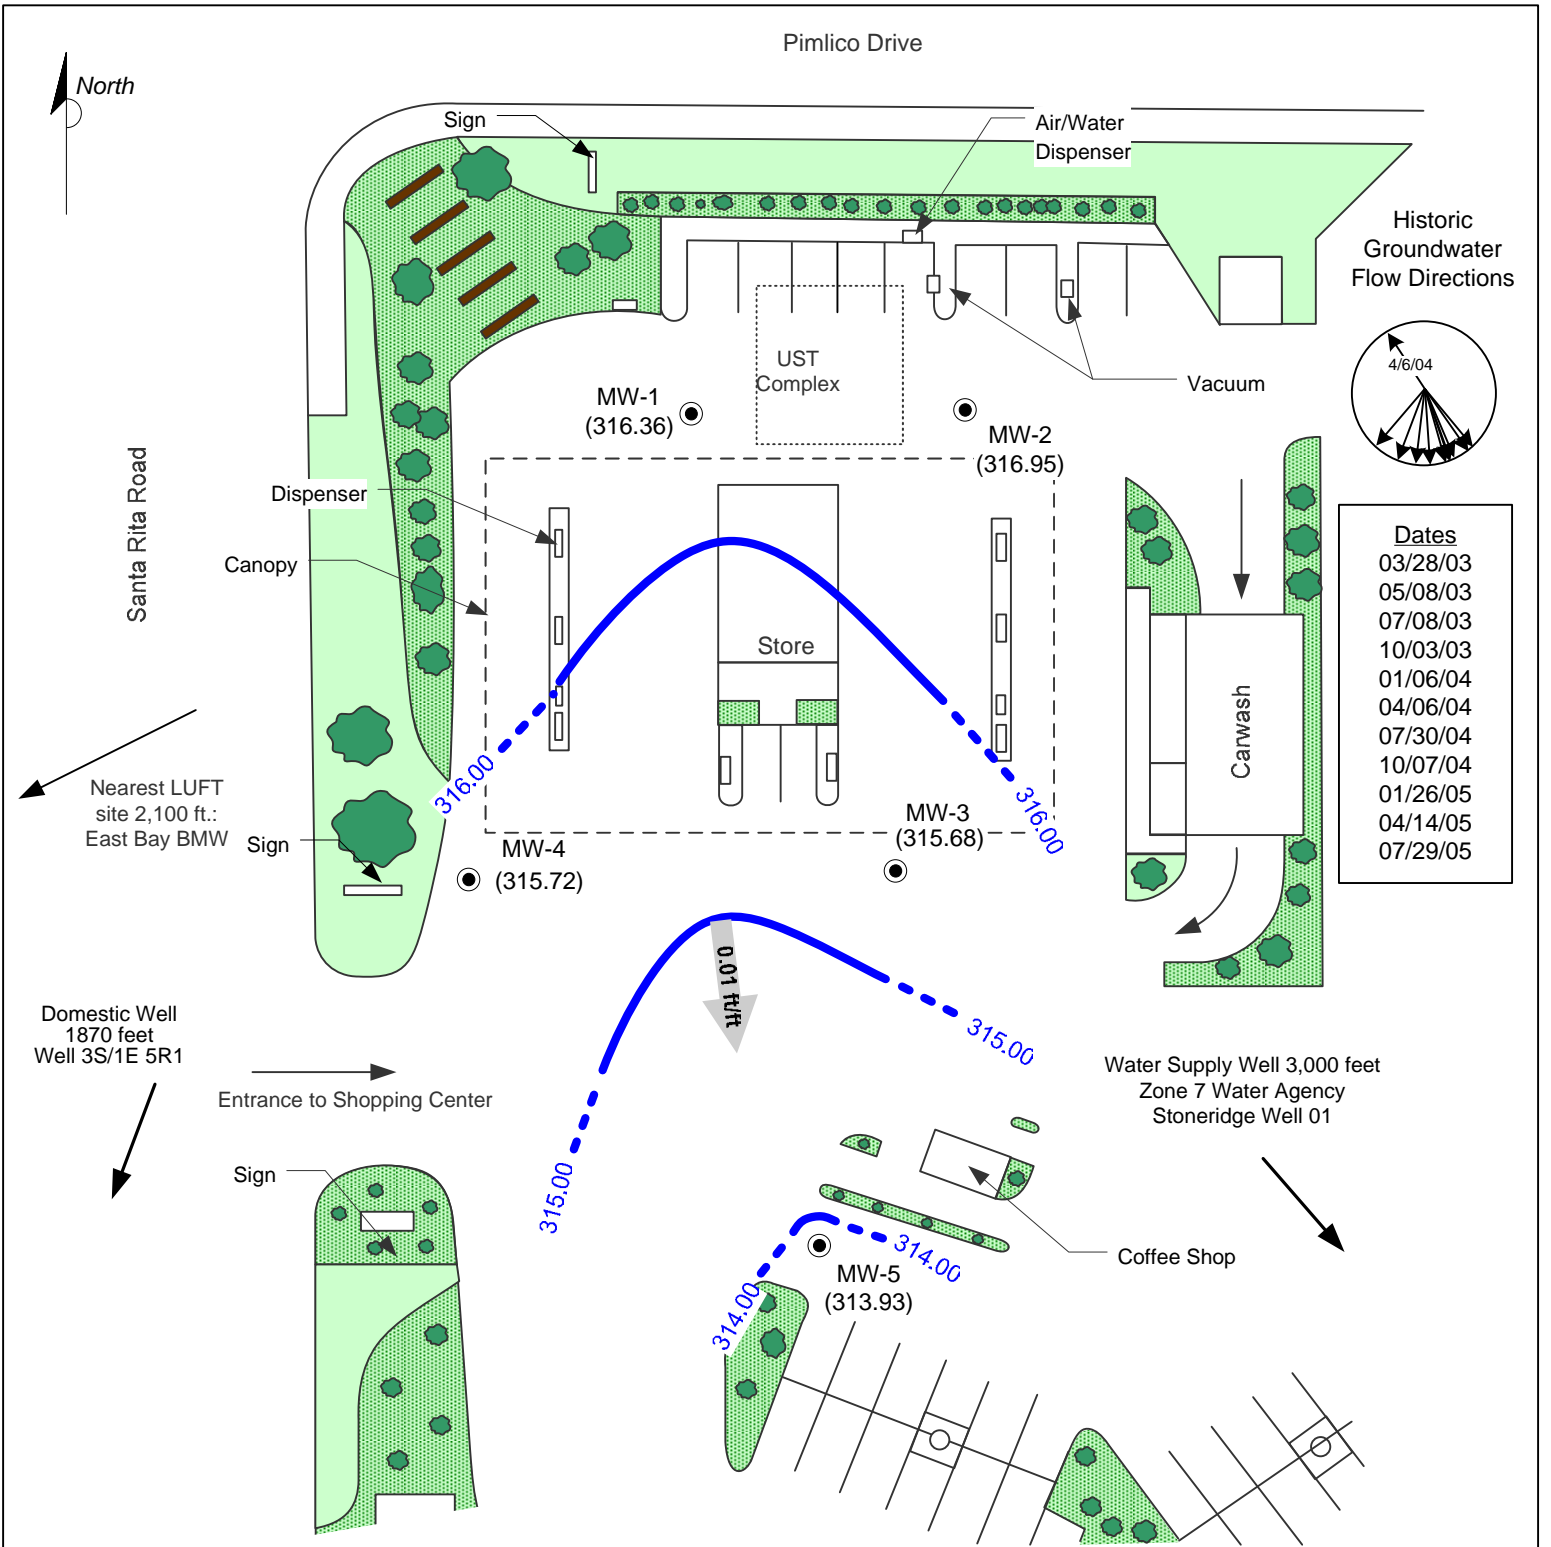 Pimlico Drive
North
Sign
Air/Water
Dispenser
Historic
Groundwater
Flow Directions
4/6/04
UST
Complex
Vacuum
MW-1
(316.36)
MW-2
(316.95)
Santa Rita Road
Dispenser
Canopy
Dates
03/28/03
05/08/03
07/08/03
10/03/03
01/06/04
04/06/04
07/30/04
10/07/04
01/26/05
04/14/05
07/29/05
Store
Carwash
316.00
316.00
Nearest LUFT
site 2,100 ft.:
East Bay BMW
Sign
MW-3
(315.68)
MW-4
(315.72)
0.01 ft/ft
315.00
Domestic Well
1870 feet
Well 3S/1E 5R1
Entrance to Shopping Center
Water Supply Well 3,000 feet
Zone 7 Water Agency
Stoneridge Well 01
Sign
315.00
314.00
Coffee Shop
MW-5
(313.93)
314.00